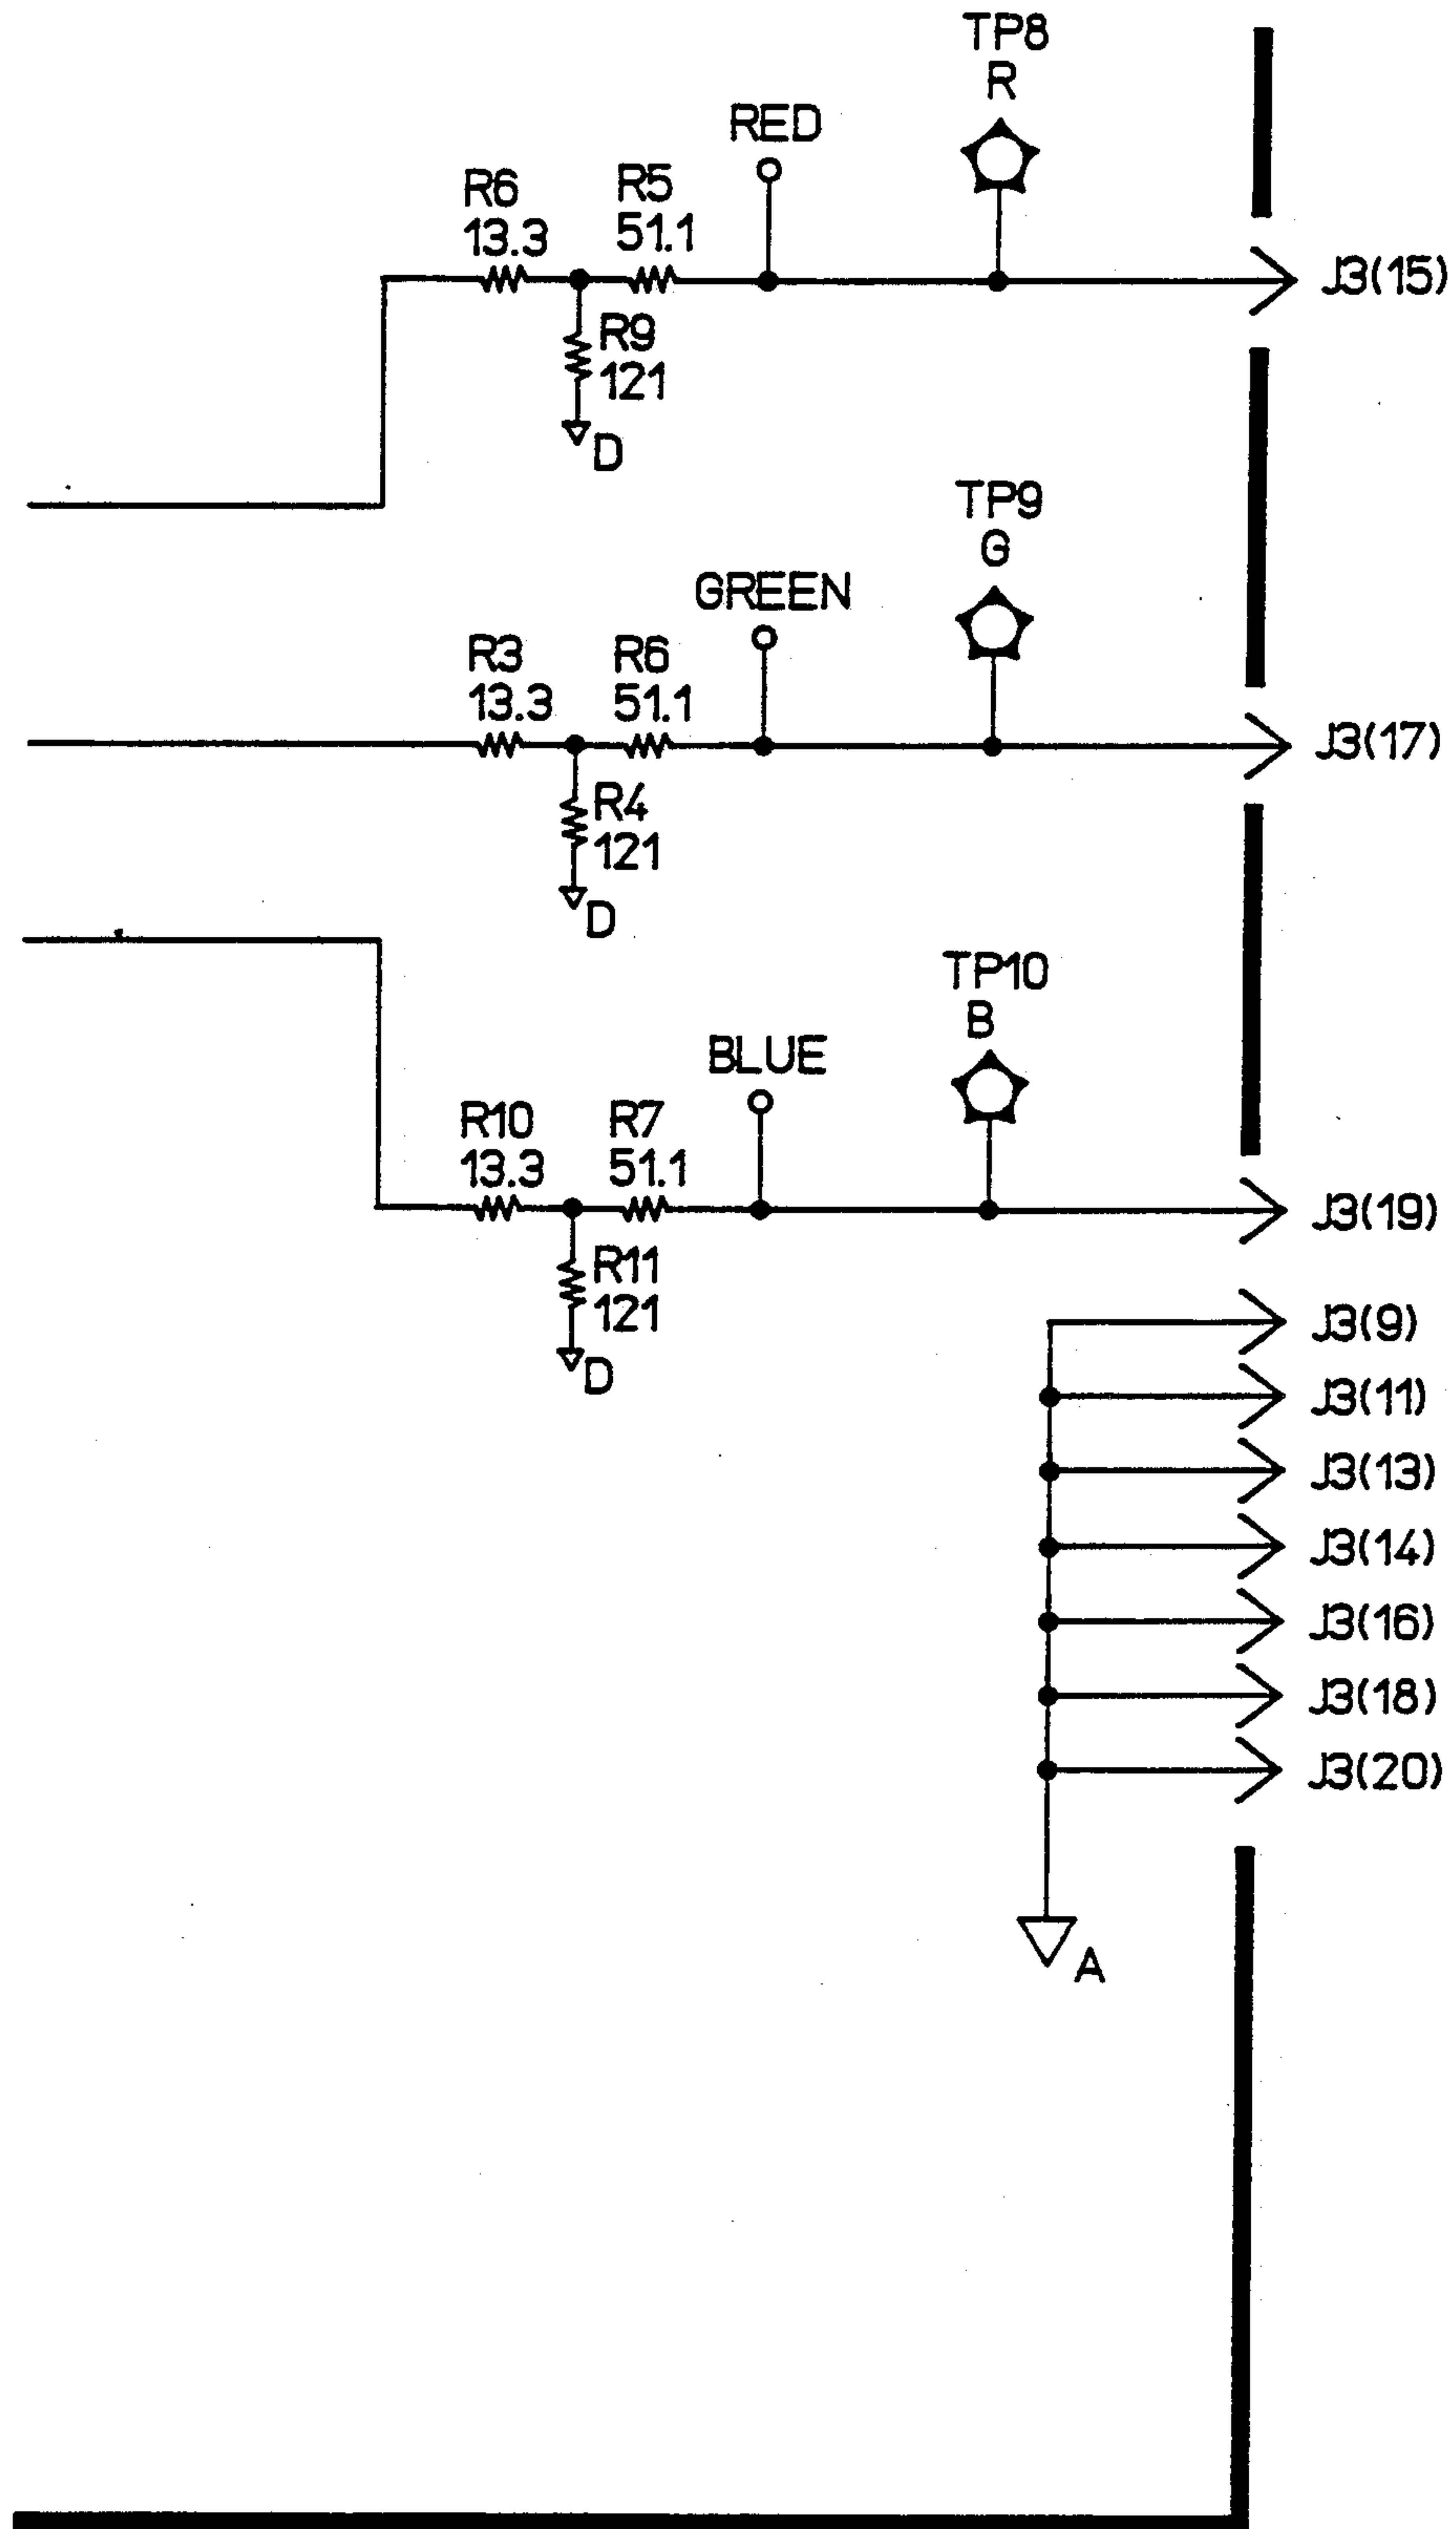 TP8
R
RED
R6
13.3
R5
51.1
J3(15)
R9
121
D
TP9
G
GREEN
R3
13.3
R6
51.1
J3(17)
R4
121
D
TP10
B
BLUE
R10
13.3
R7
51.1
J3(19)
R11
121
D
J3(9)
J3(11)
J3(13)
J3(14)
J3(16)
J3(18)
J3(20)
A